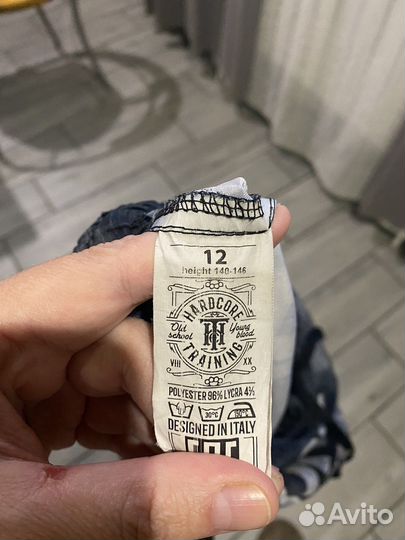 12
height 140-146
HARDCORE
Old school
HT
Young blood
TRAINING
VIII
XX
POLYESTER 96% LYCRA 4%
30°C
DESIGNED IN ITALY
Avito